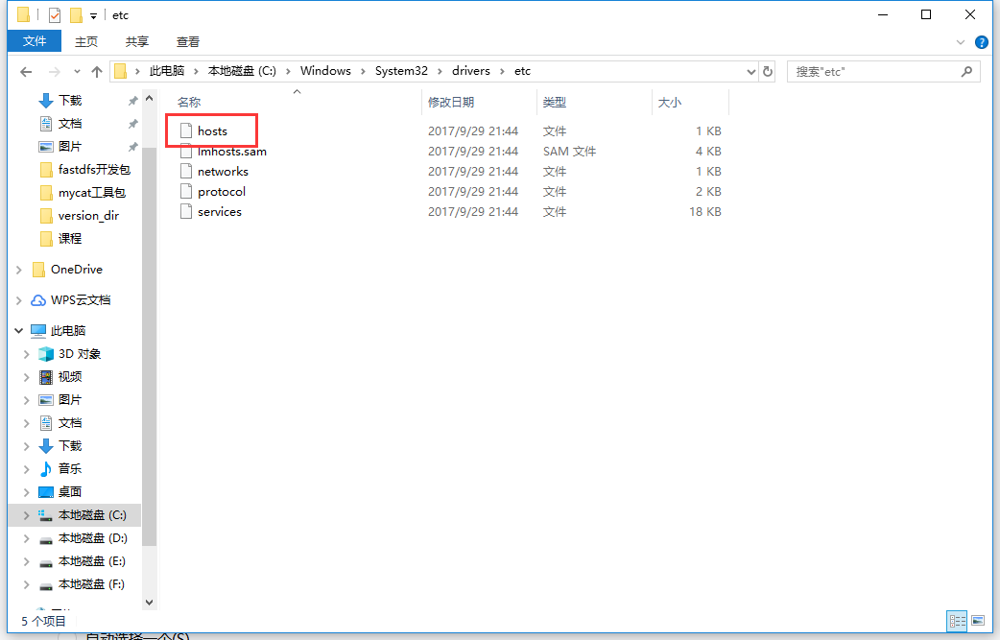 etc
文件 主页 共享 查看
此电脑 本地磁盘 (C:) Windows System32 drivers etc 搜索"etc"
名称 修改日期 类型 大小
hosts 2017/9/29 21:44 文件 1 KB
lmhosts.sam 2017/9/29 21:44 SAM 文件 4 KB
networks 2017/9/29 21:44 文件 1 KB
protocol 2017/9/29 21:44 文件 2 KB
services 2017/9/29 21:44 文件 18 KB
下载
文档
图片
fastdfs开发包
mycat工具包
version_dir
课程
OneDrive
WPS云文档
此电脑
3D 对象
视频
图片
文档
下载
音乐
桌面
本地磁盘 (C:)
本地磁盘 (D:)
本地磁盘 (E:)
本地磁盘 (F:)
5 个项目
自动选择一个(S)